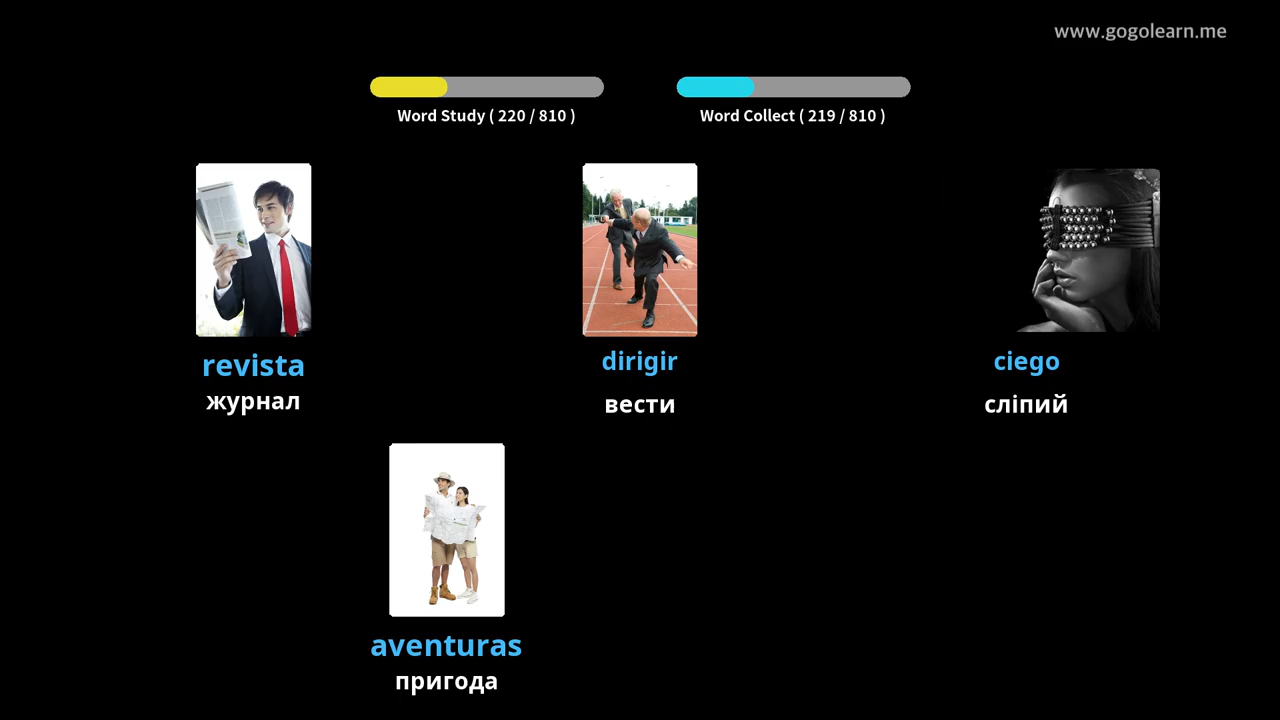 www.gogolearn.me
Word Study ( 220 / 810 )
Word Collect ( 219 / 810 )
revista
журнал
dirigir
вести
ciego
сліпий
aventuras
пригода